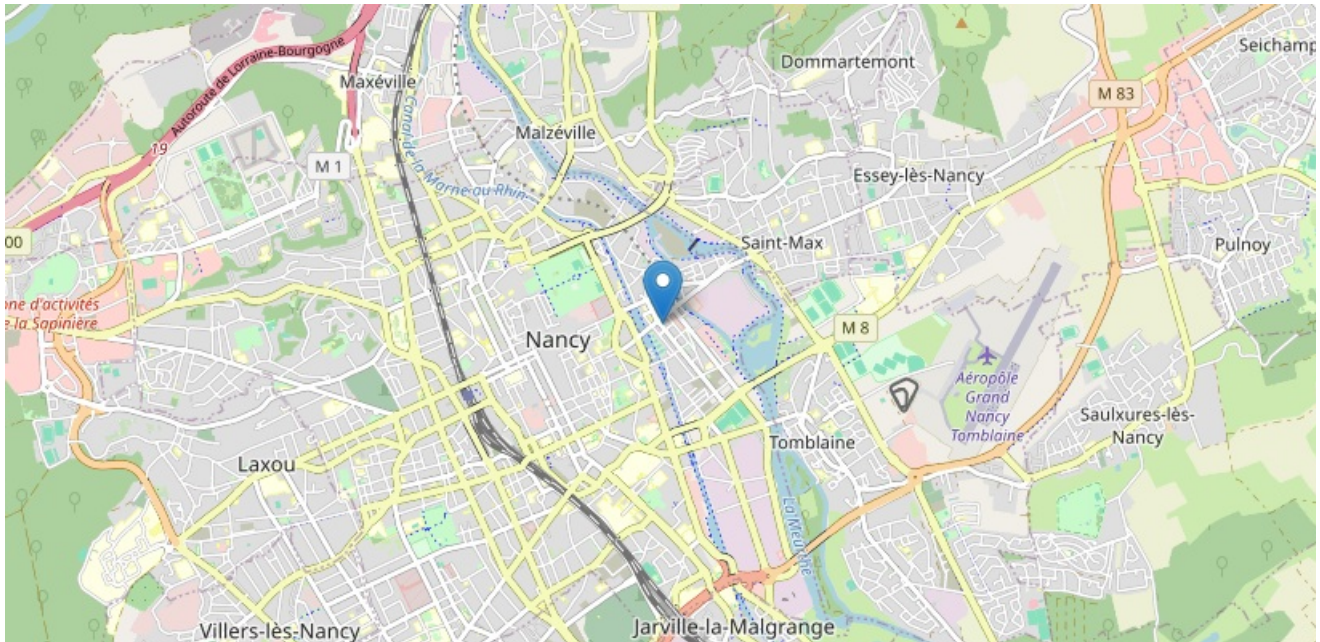 Seichamp
Dommartemont
Autoroute de Lorraine-Bourgogne
Maxéville
M 83
Canal de la Marne au Rhin
Malzéville
19
M 1
Essey-lès-Nancy
00
Saint-Max
Pulnoy
one d'activités
e la Sapinière
M 8
Nancy
Aéropôle
Grand
Nancy
Tomblaine
Saulxures-lès-
Nancy
Tomblaine
Laxou
La Meurthe
Villers-lès-Nancy
Jarville-la-Malgrange